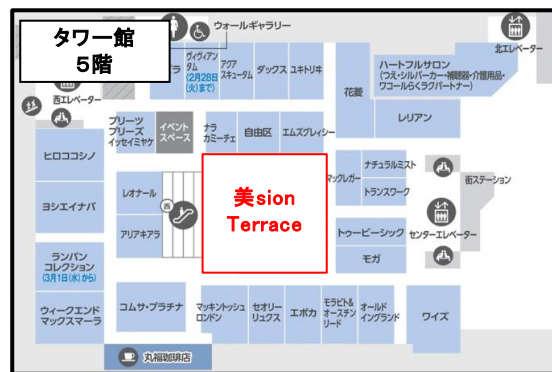 タワー館
5階
ウォールギャラリー
ヴィヴィアン
タム
(2月28日
(火)まで)
アクア
スキュータム
ダックス
ユキトリヰ
花菱
ハートフルサロン
(つえ・シルバーカー・補聴器・介護用品・
ワコールらくラクパートナー)
北エレベーター
レリアン
西エレベーター
プリーツ
プリーズ
イッセイミヤケ
イベント
スペース
ナラ
カミーチェ
自由区
エムズグレイシー
ヒロココシノ
ヨシエイナバ
ランバン
コレクション
(3月1日(水)から)
ウィークエンド
マックスマーラ
レオナール
アリアキアラ
西
美sion
Terrace
マックレガー
ナチュラルミスト
トランスワーク
街ステーション
トゥービーシック
モガ
センターエレベーター
コムサ・プラチナ
マッキントッシュ
ロンドン
セオリー
リュクス
エポカ
モラビト&
オースチン
リード
オールド
イングランド
ワイズ
丸福珈琲店